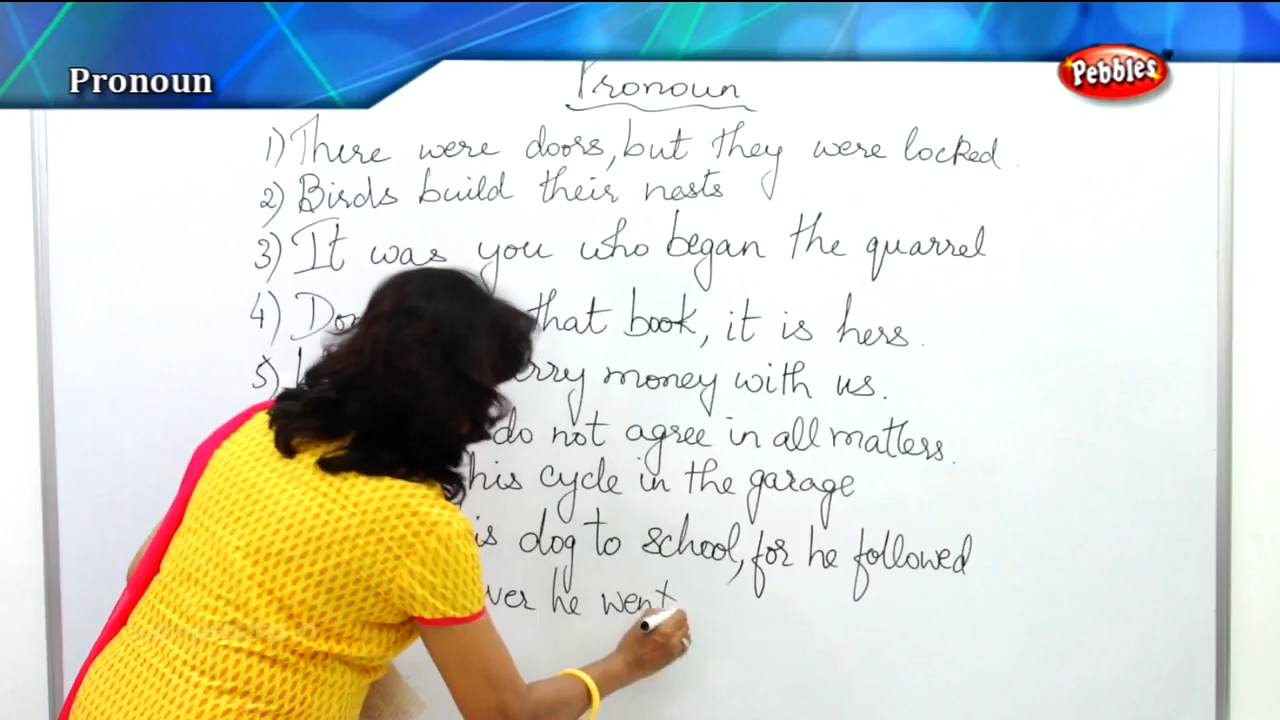 Pronoun
Pebbles
Pronoun
1) There were doors, but they were locked.
2) Birds build their nests
3) It was you who began the quarrel
4) that book, it is hers.
5) money with us.
do not agree in all matters.
his cycle in the garage
dog to school, for he followed
he went